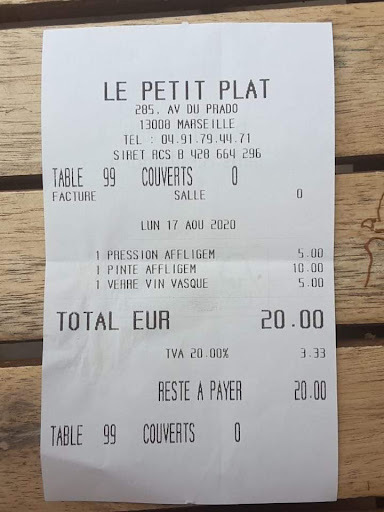 LE PETIT PLAT
285, AV DU PRADO
13008 MARSEILLE
TEL : 04.91.79.44.71
SIRET RCS B 428 664 296
TABLE 99 COUVERTS 0
FACTURE SALLE 0
LUN 17 AOU 2020
1 PRESSION AFFLIGEM 5.00
1 PINTE AFFLIGEM 10.00
1 VERRE VIN VASQUE 5.00
TOTAL EUR 20.00
TVA 20.00% 3.33
RESTE A PAYER 20.00
TABLE 99 COUVERTS 0